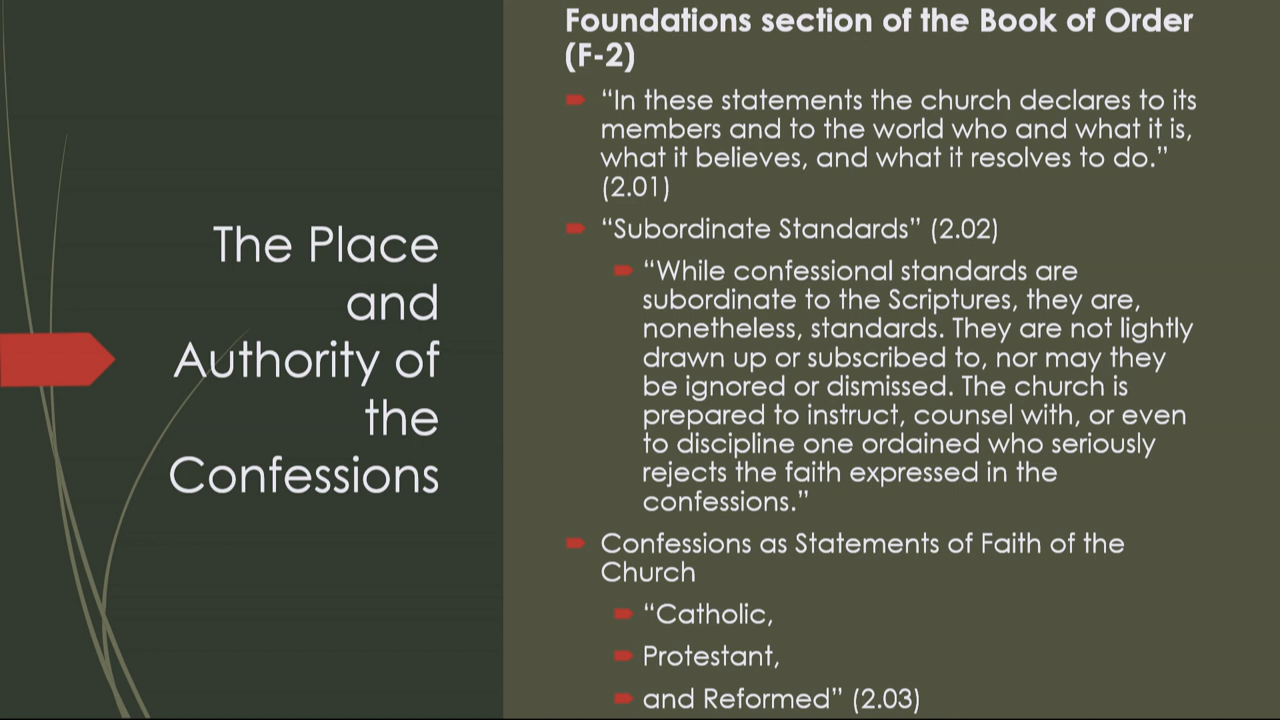 The Place
and
Authority of
the
Confessions
Foundations section of the Book of Order
(F-2)
“In these statements the church declares to its
members and to the world who and what it is,
what it believes, and what it resolves to do.”
(2.01)
“Subordinate Standards” (2.02)
“While confessional standards are
subordinate to the Scriptures, they are,
nonetheless, standards. They are not lightly
drawn up or subscribed to, nor may they
be ignored or dismissed. The church is
prepared to instruct, counsel with, or even
to discipline one ordained who seriously
rejects the faith expressed in the
confessions.”
Confessions as Statements of Faith of the
Church
“Catholic,
Protestant,
and Reformed” (2.03)